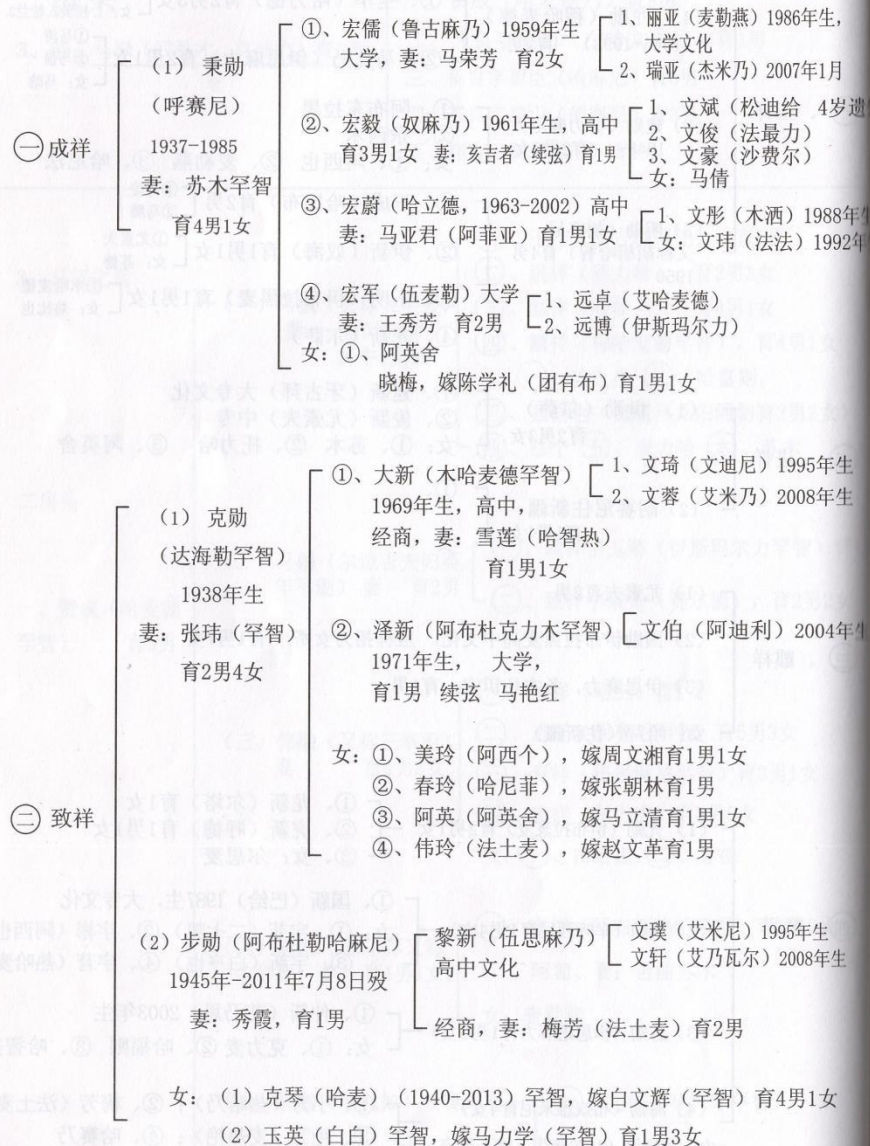 ㊀成祥
(1) 秉勋
(呼赛尼)
1937-1985
妻：苏木罕智
育4男1女
①、宏儒（鲁古麻乃）1959年生
大学，妻：马荣芳 育2女
1、丽亚（麦勒燕）1986年生，
大学文化
2、瑞亚（杰米乃）2007年1月
②、宏毅（奴麻乃）1961年生，高中
育3男1女 妻：亥吉者（续弦）育1男
1、文斌（松迪给 4岁遗
2、文俊（法最力）
3、文豪（沙费尔）
女：马倩
③、宏蔚（哈立德，1963-2002）高中
妻：马亚君（阿菲亚）育1男1女
1、文彤（木洒）1988年生
女：文玮（法法）1992年
④、宏军（伍麦勒）大学
妻：王秀芳 育2男
1、远卓（艾哈麦德）
2、远博（伊斯玛尔力）
女：①、阿英舍
晓梅，嫁陈学礼（团有布）育1男1女
㊁ 致祥
(1) 克勋
(达海勒罕智)
1938年生
妻：张玮（罕智）
育2男4女
①、大新（木哈麦德罕智）
1969年生，高中，
经商，妻：雪莲（哈智热）
育1男1女
1、文琦（文迪尼）1995年生
2、文蓉（艾米乃）2008年生
②、泽新（阿布杜克力木罕智）
1971年生， 大学，
育1男 续弦 马艳红
文伯（阿迪利）2004年生
女：①、美玲（阿西个），嫁周文湘育1男1女
②、春玲（哈尼菲），嫁张朝林育1男
③、阿英（阿英舍），嫁马立清育1男1女
④、伟玲（法土麦），嫁赵文革育1男
(2) 步勋（阿布杜勒哈麻尼）
1945年-2011年7月8日殁
妻：秀霞，育1男
黎新（伍思麻乃）
高中文化
文璞（艾米尼）1995年生
文轩（艾乃瓦尔）2008年生
经商，妻：梅芳（法土麦）育2男
女：(1) 克琴（哈麦）（1940-2013）罕智，嫁白文辉（罕智）育4男1女
(2) 玉英（白白）罕智，嫁马力学（罕智）育1男3女